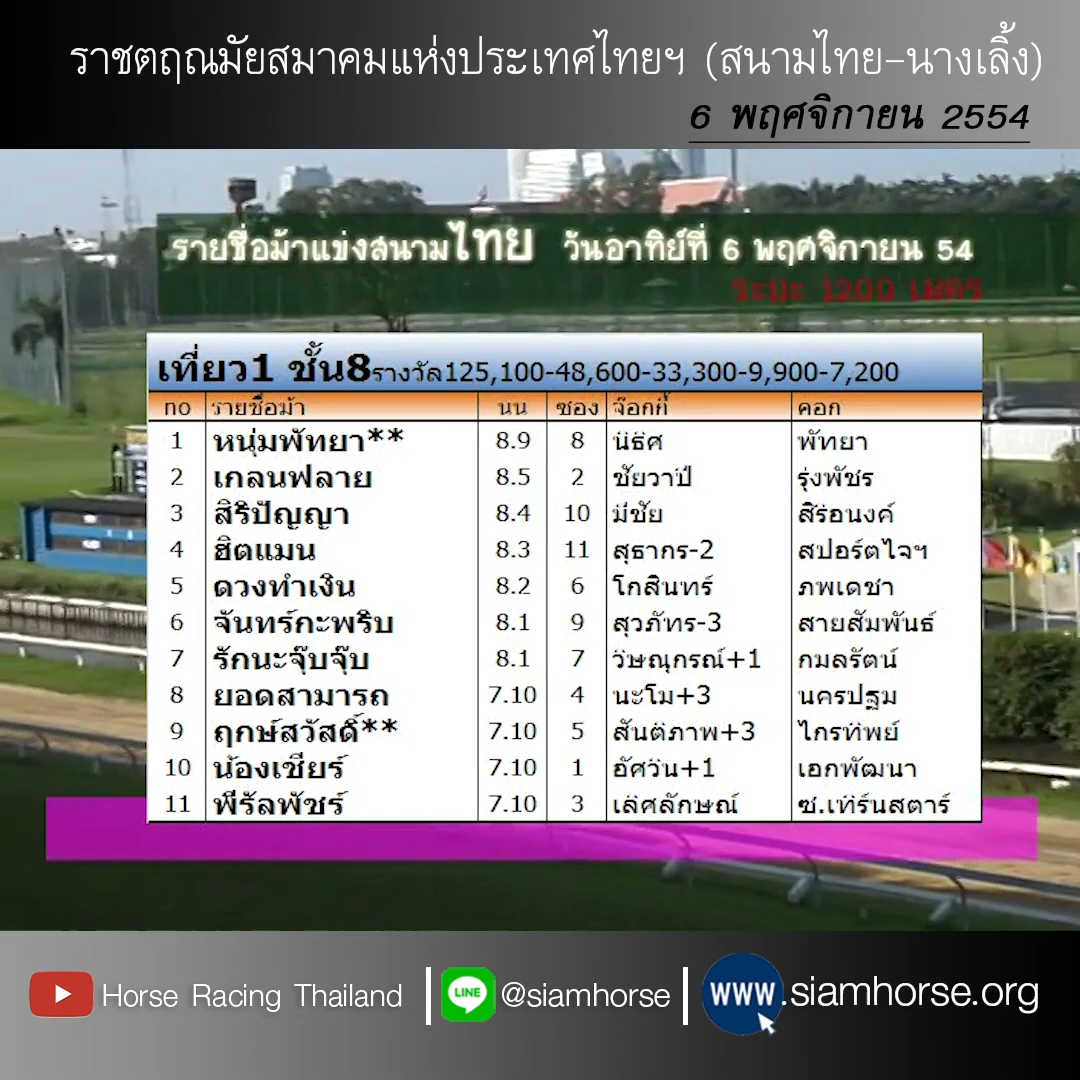 ราชตฤณมัยสมาคมแห่งประเทศไทยฯ (สนามไทย-นางเลิ้ง)
6 พฤศจิกายน 2554
รายชื่อม้าแข่งสนามไทย วันอาทิย์ที่ 6 พฤศจิกายน 54
ระยะ 1200 เมตร
เที่ยว1 ชั้น8รางวัล125,100-48,600-33,300-9,900-7,200
no รายชื่อม้า นน ซอง จ๊อกกี้ คอก
1 หนุ่มพัทยา** 8.9 8 นิธิศ พัทยา
2 เกลนฟลาย 8.5 2 ชัยวาปี รุ่งพัชร
3 สิริปัญญา 8.4 10 มีชัย สิริอนงค์
4 ฮิตแมน 8.3 11 สุธากร-2 สปอร์ตไจฯ
5 ดวงทำเงิน 8.2 6 โกสินทร์ ภพเดชา
6 จันทร์กะพริบ 8.1 9 สุวภัทร-3 สายสัมพันธ์
7 รักนะจุ๊บจุ๊บ 8.1 7 วิษณุกรณ์+1 กมลรัตน์
8 ยอดสามารถ 7.10 4 นะโม+3 นครปฐม
9 ฤกษ์สวัสดิ์** 7.10 5 สันติภาพ+3 ไกรทิพย์
10 น้องเชียร์ 7.10 1 อัศวิน+1 เอกพัฒนา
11 พีรัลพัชร์ 7.10 3 เลิศลักษณ์ ซ.เทิร์นสตาร์
Horse Racing Thailand | LINE @siamhorse | www.siamhorse.org